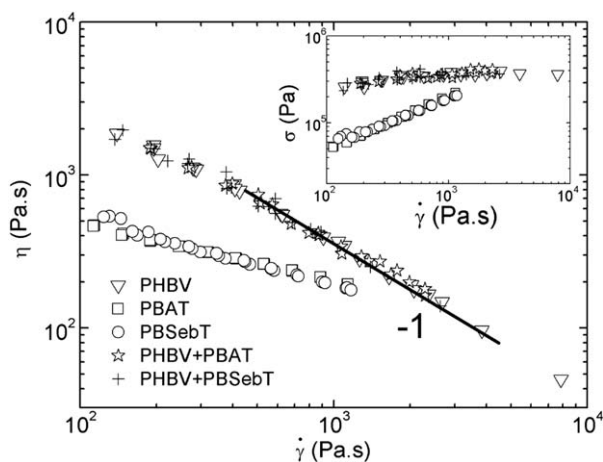 10⁴
10³
10²
η (Pa.s)
10² 10³ 10⁴
γ̇ (Pa.s)
PHBV
PBAT
PBSebT
PHBV+PBAT
PHBV+PBSebT
-1
10⁶
10⁵
σ (Pa)
10² 10³ 10⁴
γ̇ (Pa.s)